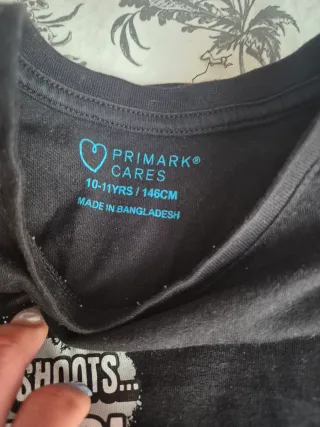 PRIMARK®
CARES
10-11YRS / 146CM
MADE IN BANGLADESH
SHOOTS...